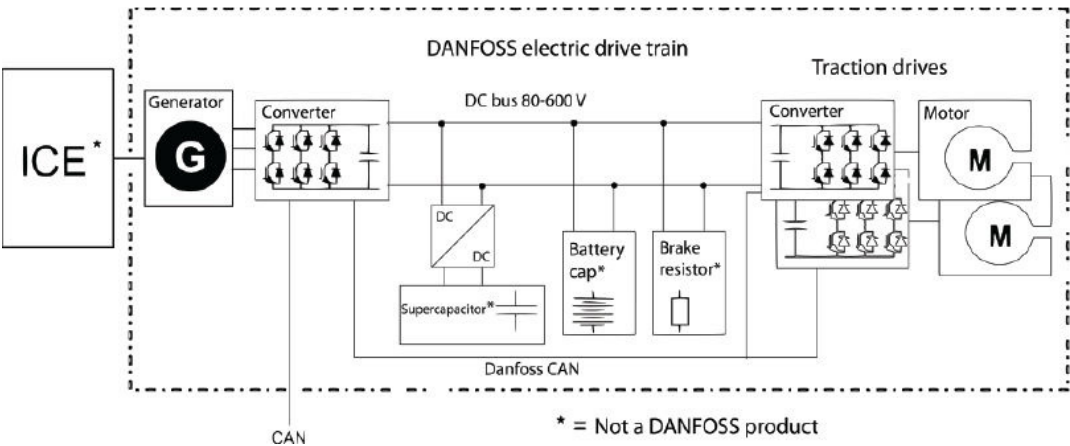 DANFOSS electric drive train
Traction drives
ICE*
Generator
G
Converter
DC bus 80-600 V
Converter
Motor
M
M
DC
DC
Supercapacitor*
Battery
cap*
Brake
resistor*
Danfoss CAN
CAN
* = Not a DANFOSS product